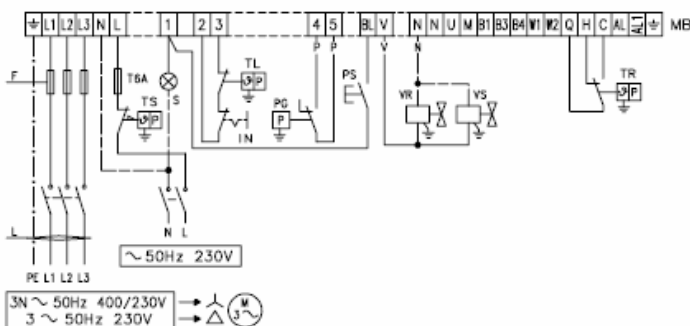 PE L1 L2 L3 N L 1 2 3 4 5 BL V N N U M B1 B3 B4 W1 W2 Q H C AL AL1 MB
P P V N
F T6A S TL PS
TS P P VR VS TR P
PG IN
P
L N L
~ 50Hz 230V
PE L1 L2 L3
3N ~ 50Hz 400/230V
3 ~ 50Hz 230V
M
3~